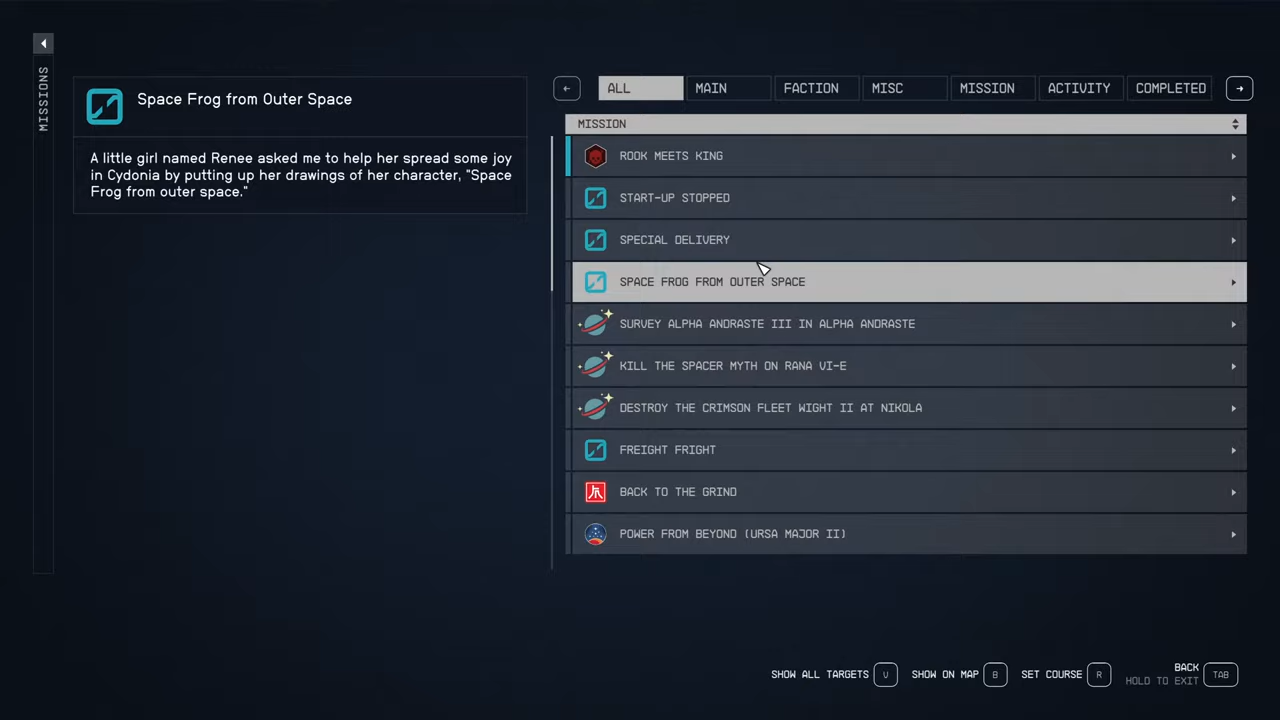 MISSIONS
Space Frog from Outer Space
A little girl named Renee asked me to help her spread some joy
in Cydonia by putting up her drawings of her character, "Space
Frog from outer space."
ALL MAIN FACTION MISC MISSION ACTIVITY COMPLETED
MISSION
ROOK MEETS KING
START-UP STOPPED
SPECIAL DELIVERY
SPACE FROG FROM OUTER SPACE
SURVEY ALPHA ANDRASTE III IN ALPHA ANDRASTE
KILL THE SPACER MYTH ON RANA VI-E
DESTROY THE CRIMSON FLEET WIGHT II AT NIKOLA
FREIGHT FRIGHT
BACK TO THE GRIND
POWER FROM BEYOND (URSA MAJOR II)
SHOW ALL TARGETS V SHOW ON MAP B SET COURSE R BACK TAB
HOLD TO EXIT